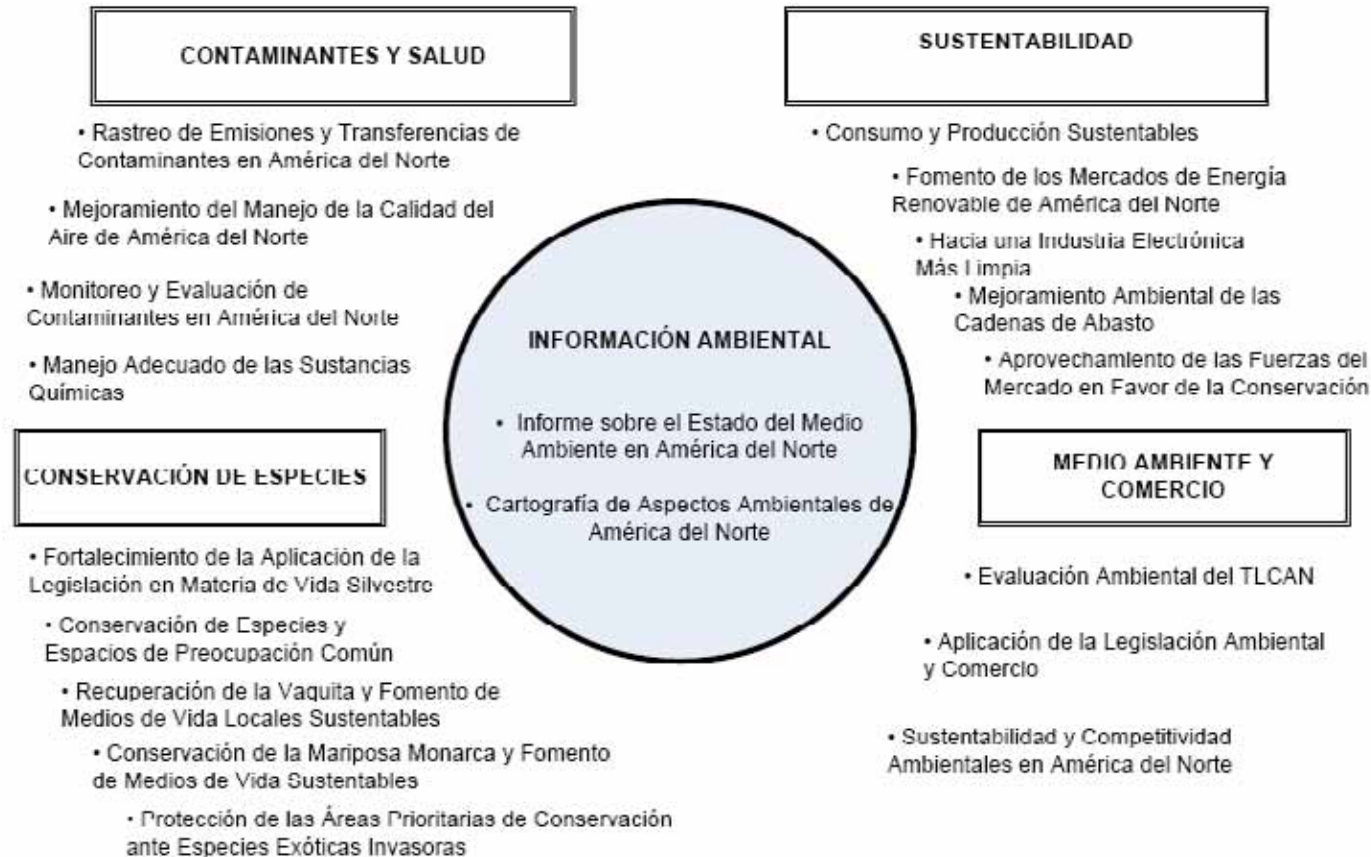 CONTAMINANTES Y SALUD
• Rastreo de Emisiones y Transferencias de
Contaminantes en América del Norte
• Mejoramiento del Manejo de la Calidad del
Aire de América del Norte
• Monitoreo y Evaluación de
Contaminantes en América del Norte
• Manejo Adecuado de las Sustancias
Químicas
SUSTENTABILIDAD
• Consumo y Producción Sustentables
• Fomento de los Mercados de Energía
Renovable de América del Norte
• Hacia una Industria Electrónica
Más Limpia
• Mejoramiento Ambiental de las
Cadenas de Abasto
• Aprovechamiento de las Fuerzas del
Mercado en Favor de la Conservación
INFORMACIÓN AMBIENTAL
• Informe sobre el Estado del Medio
Ambiente en América del Norte
• Cartografía de Aspectos Ambientales de
América del Norte
CONSERVACIÓN DE ESPECIES
• Fortalecimiento de la Aplicación de la
Legislación en Materia de Vida Silvestre
• Conservación de Especies y
Espacios de Preocupación Común
• Recuperación de la Vaquita y Fomento de
Medios de Vida Locales Sustentables
• Conservación de la Mariposa Monarca y Fomento
de Medios de Vida Sustentables
• Protección de las Áreas Prioritarias de Conservación
ante Especies Exóticas Invasoras
MEDIO AMBIENTE Y
COMERCIO
• Evaluación Ambiental del TLCAN
• Aplicación de la Legislación Ambiental
y Comercio
• Sustentabilidad y Competitividad
Ambientales en América del Norte